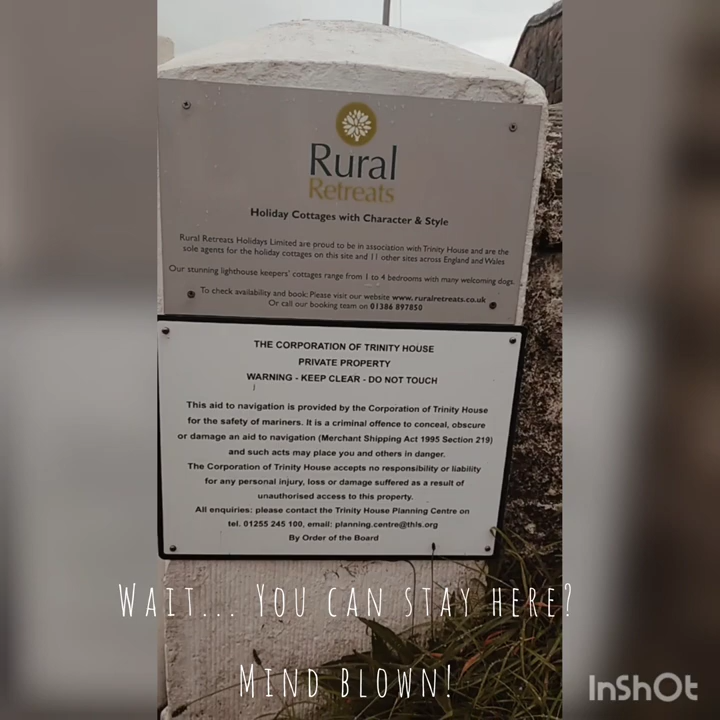 Rural
Retreats
Holiday Cottages with Character & Style
Rural Retreats Holidays Limited are proud to be in association with Trinity House and are the
sole agents for the holiday cottages on this site and 11 other sites across England and Wales
Our stunning lighthouse keepers' cottages range from 1 to 4 bedrooms with many welcoming dogs.
To check availability and book: Please visit our website www.ruralretreats.co.uk
Or call our booking team on 01386 897850
THE CORPORATION OF TRINITY HOUSE
PRIVATE PROPERTY
WARNING - KEEP CLEAR - DO NOT TOUCH
This aid to navigation is provided by the Corporation of Trinity House
for the safety of mariners. It is a criminal offence to conceal, obscure
or damage an aid to navigation (Merchant Shipping Act 1995 Section 219)
and such acts may place you and others in danger.
The Corporation of Trinity House accepts no responsibility or liability
for any personal injury, loss or damage suffered as a result of
unauthorised access to this property.
All enquiries: please contact the Trinity House Planning Centre on
tel. 01255 245 100, email: planning.centre@thls.org
By Order of the Board
Wait... You can stay here?
Mind blown!
InShOt